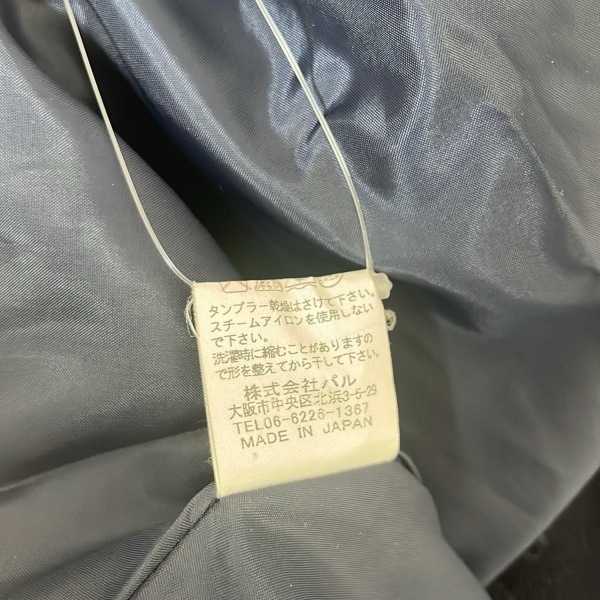 タンブラー乾燥はさけて下さい。
スチームアイロンを使用しない
で下さい。
洗濯時に縮むことがありますの
で形を整えてから干して下さい。
株式会社パル
大阪市中央区北浜3-5-29
TEL06-6226-1367
MADE IN JAPAN